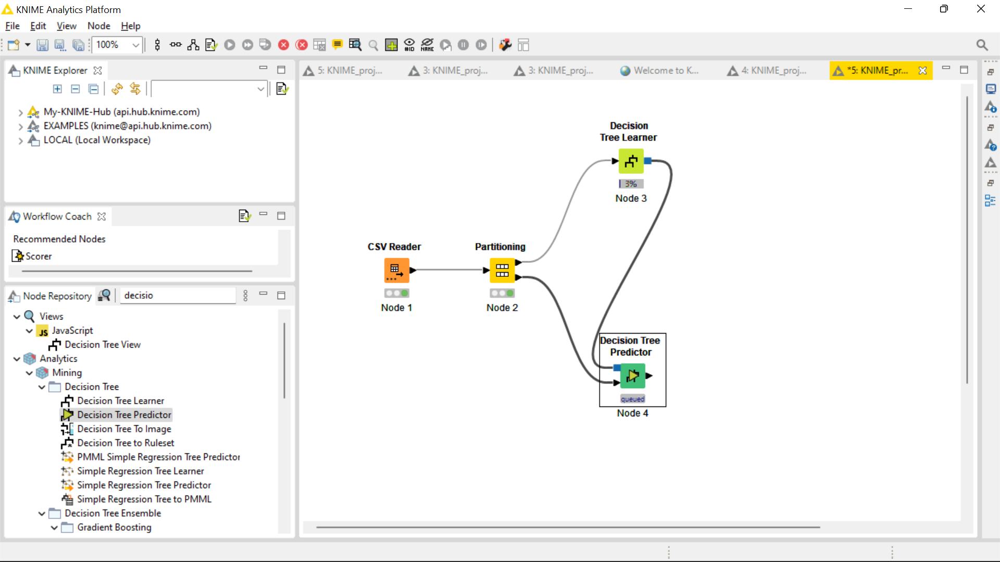 KNIME Analytics Platform
File Edit View Node Help
100%
#ID
NAME
KNIME Explorer
My-KNIME-Hub (api.hub.knime.com)
EXAMPLES (knime@api.hub.knime.com)
LOCAL (Local Workspace)
Workflow Coach
Recommended Nodes
Scorer
Node Repository
decisio
Views
JS JavaScript
Decision Tree View
Analytics
Mining
Decision Tree
Decision Tree Learner
Decision Tree Predictor
Decision Tree To Image
Decision Tree to Ruleset
PMML Simple Regression Tree Predictor
Simple Regression Tree Learner
Simple Regression Tree Predictor
Simple Regression Tree to PMML
Decision Tree Ensemble
Gradient Boosting
5: KNIME_proj... 3: KNIME_proj... 3: KNIME_proj... Welcome to K... 4: KNIME_proj... *5: KNIME_pr...
Decision
Tree Learner
3%
Node 3
CSV Reader
Node 1
Partitioning
Node 2
Decision Tree
Predictor
queued
Node 4